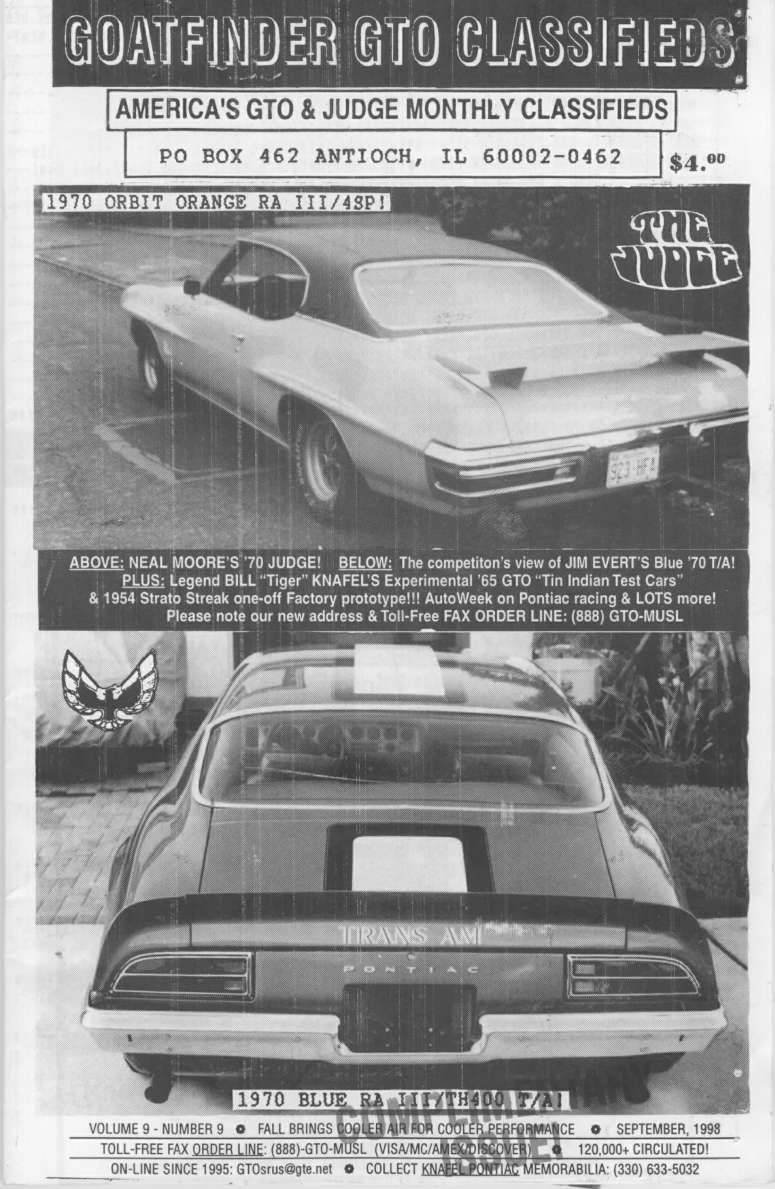 GOATFINDER GTO CLASSIFIEDS
AMERICA'S GTO & JUDGE MONTHLY CLASSIFIEDS
PO BOX 462 ANTIOCH, IL 60002-0462
$4.00
1970 ORBIT ORANGE RA III/4SP!
THE
JUDGE
923 HFA
ABOVE: NEAL MOORE'S '70 JUDGE! BELOW: The competiton's view of JIM EVERT'S Blue '70 T/A!
PLUS: Legend BILL "Tiger" KNAFEL'S Experimental '65 GTO "Tin Indian Test Cars"
& 1954 Strato Streak one-off Factory prototype!!! AutoWeek on Pontiac racing & LOTS more!
Please note our new address & Toll-Free FAX ORDER LINE: (888) GTO-MUSL
TRANS AM
PONTIAC
1970 BLUE RA III/TH400 T/A!
COMPLIMENTARY
ISSUE!
VOLUME 9 - NUMBER 9 FALL BRINGS COOLER AIR FOR COOLER PERFORMANCE SEPTEMBER, 1998
TOLL-FREE FAX ORDER LINE: (888)-GTO-MUSL (VISA/MC/AMEX/DISCOVER) 120,000+ CIRCULATED!
ON-LINE SINCE 1995: GTOsrus@gte.net COLLECT KNAFEL PONTIAC MEMORABILIA: (330) 633-5032